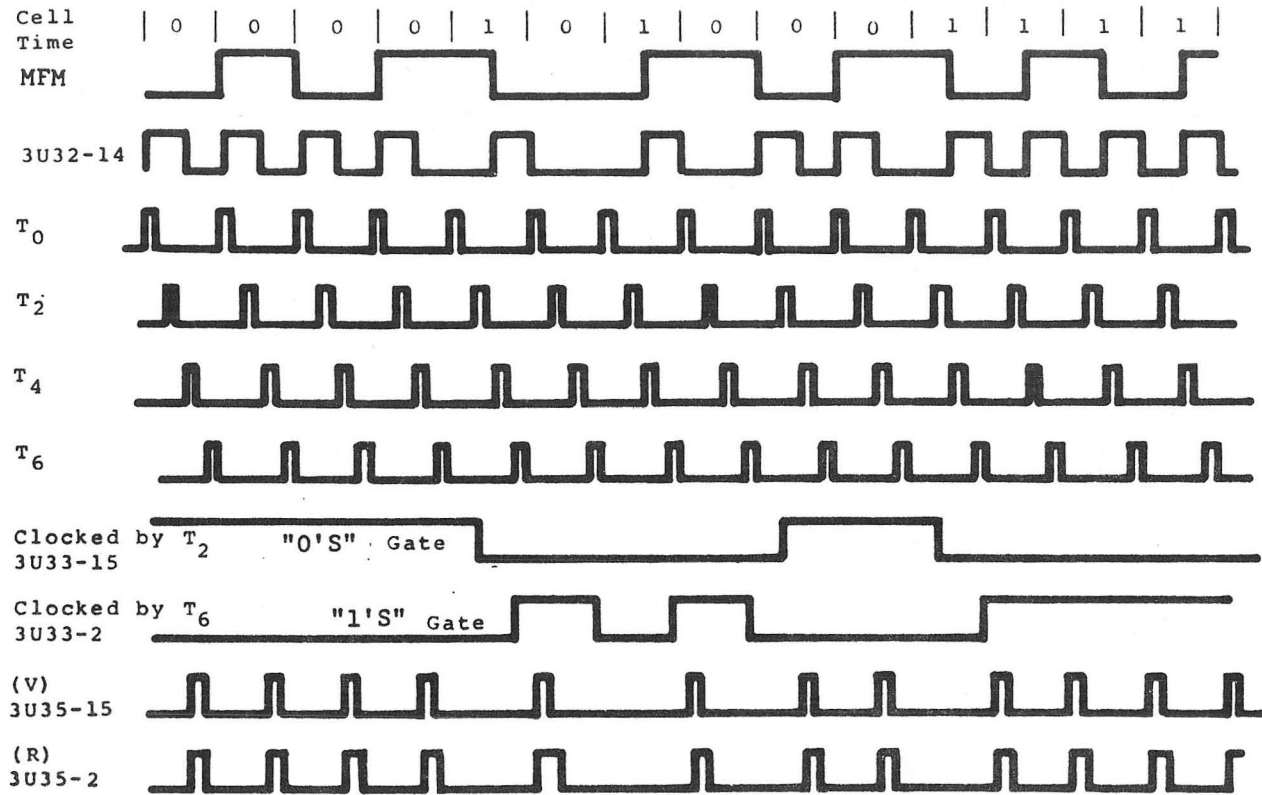 Cell | 0 | 0 | 0 | 0 | 1 | 0 | 1 | 0 | 0 | 0 | 1 | 1 | 1 | 1 |
Time
MFM
3U32-14
T0
T2
T4
T6
Clocked by T2 "0'S" Gate
3U33-15
Clocked by T6 "1'S" Gate
3U33-2
(V)
3U35-15
(R)
3U35-2